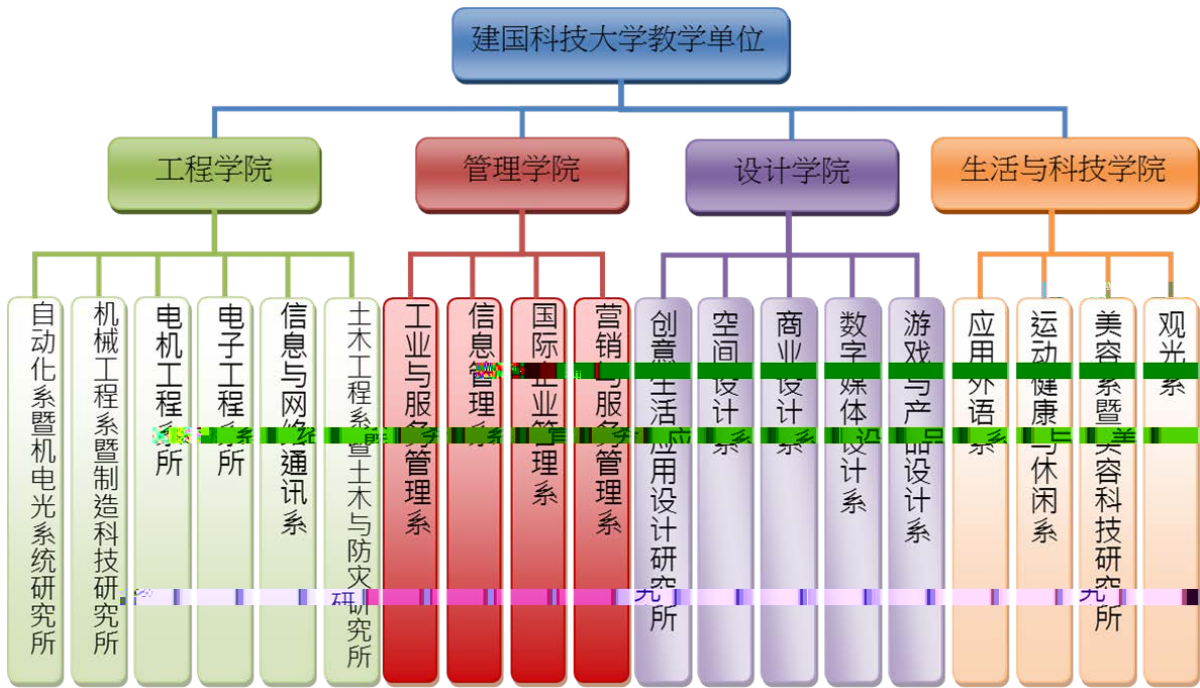 建国科技大学教学单位
工程学院
管理学院
设计学院
生活与科技学院
自动化系暨机电光系统研究所
机械工程系暨制造科技研究所
电机工程系所
电子工程系所
信息与网络通讯系
土木工程系暨土木与防灾研究所
工业与服务管理系
信息管理系
国际企业管理系
营销与服务管理系
创意生活应用设计研究所
空间设计系
商业设计系
数字媒体设计系
游戏与产品设计系
应用外语系
运动健康与休闲系
美容系暨美容科技研究所
观光系